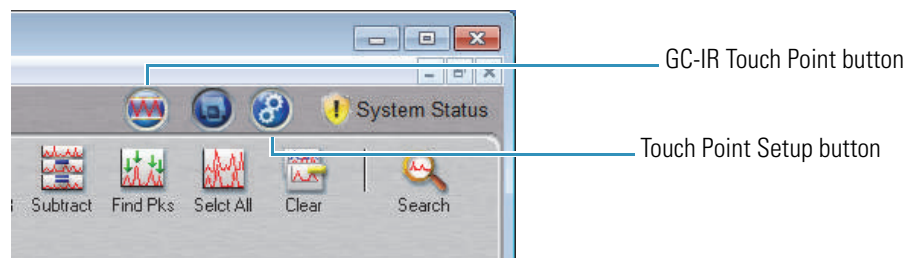 GC-IR Touch Point button
System Status
Touch Point Setup button
Subtract Find Pks Selct All Clear Search